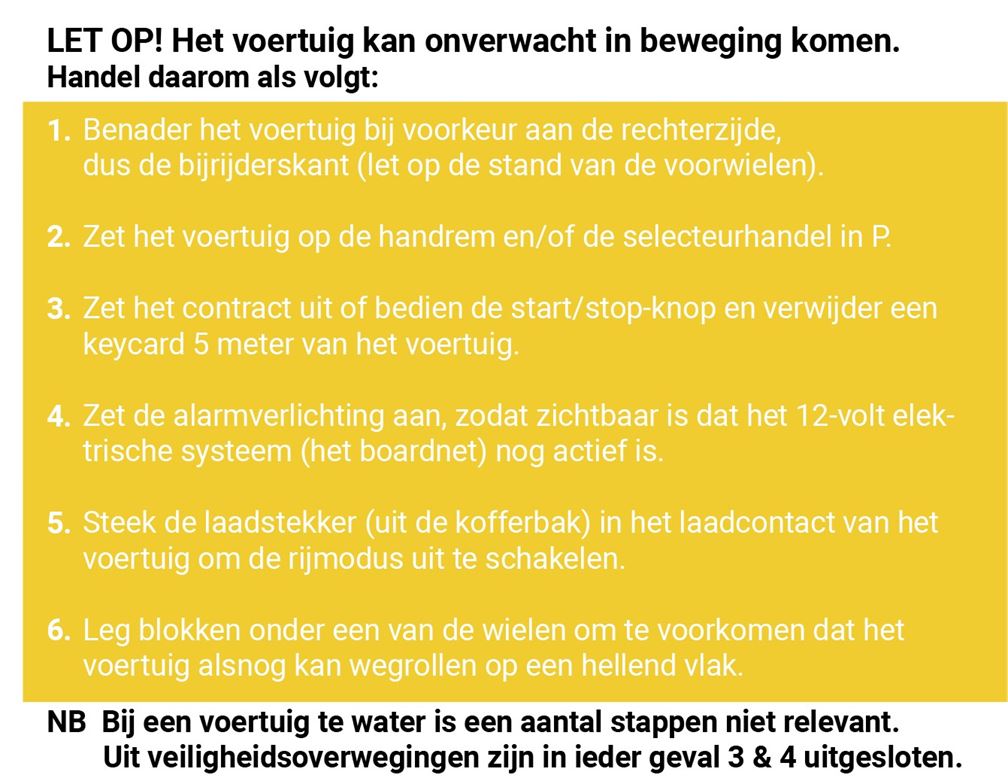 LET OP! Het voertuig kan onverwacht in beweging komen.
Handel daarom als volgt:
1. Benader het voertuig bij voorkeur aan de rechterzijde,
dus de bijrijderskant (let op de stand van de voorwielen).
2. Zet het voertuig op de handrem en/of de selecteurhandel in P.
3. Zet het contract uit of bedien de start/stop-knop en verwijder een
keycard 5 meter van het voertuig.
4. Zet de alarmverlichting aan, zodat zichtbaar is dat het 12-volt elek-
trische systeem (het boardnet) nog actief is.
5. Steek de laadstekker (uit de kofferbak) in het laadcontact van het
voertuig om de rijmodus uit te schakelen.
6. Leg blokken onder een van de wielen om te voorkomen dat het
voertuig alsnog kan wegrollen op een hellend vlak.
NB Bij een voertuig te water is een aantal stappen niet relevant.
Uit veiligheidsoverwegingen zijn in ieder geval 3 & 4 uitgesloten.